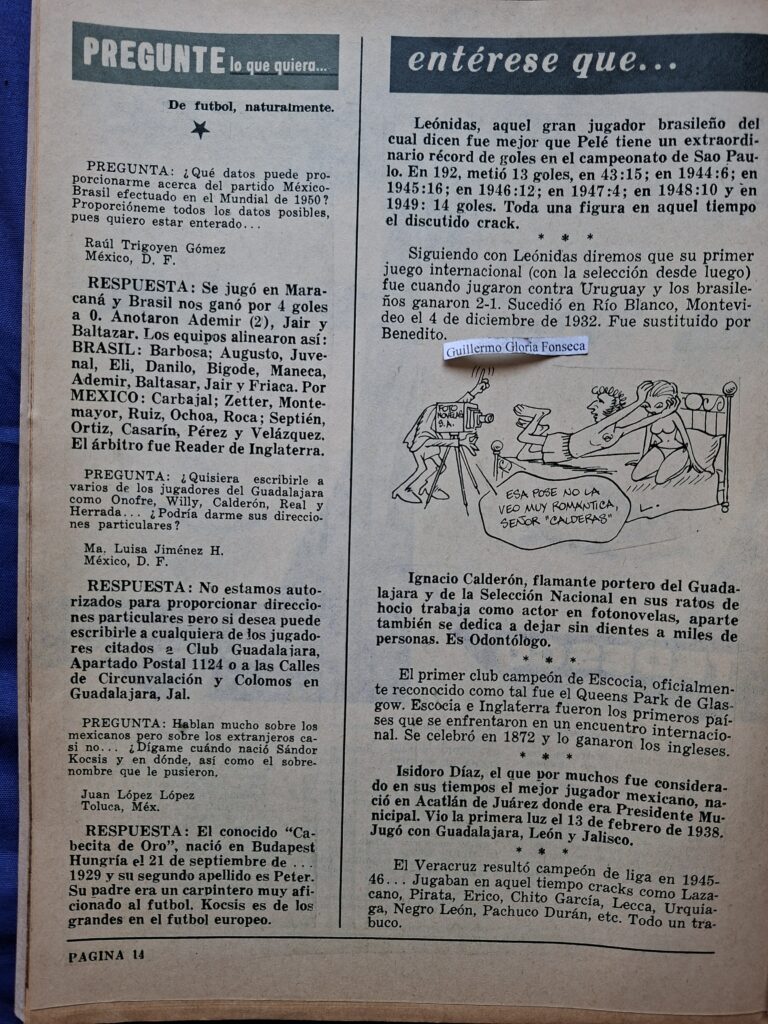 PREGUNTE lo que quiera...
De futbol, naturalmente.
PREGUNTA: ¿Qué datos puede pro-
porcionarme acerca del partido México-
Brasil efectuado en el Mundial de 1950?
Proporcióneme todos los datos posibles,
pues quiero estar enterado...
Raúl Trigoyen Gómez
México, D. F.
RESPUESTA: Se jugó en Mara-
caná y Brasil nos ganó por 4 goles
a 0. Anotaron Ademir (2), Jair y
Baltazar. Los equipos alinearon así:
BRASIL: Barbosa; Augusto, Juve-
nal, Eli, Danilo, Bigode, Maneca,
Ademir, Baltasar, Jair y Friaca. Por
MEXICO: Carbajal; Zetter, Monte-
mayor, Ruiz, Ochoa, Roca; Septién,
Ortiz, Casarín, Pérez y Velázquez.
El árbitro fue Reader de Inglaterra.
PREGUNTA: ¿Quisiera escribirle a
varios de los jugadores del Guadalajara
como Onofre, Willy, Calderón, Real y
Herrada... ¿Podría darme sus direccio-
nes particulares?
Ma. Luisa Jiménez H.
México, D. F.
RESPUESTA: No estamos auto-
rizados para proporcionar direccio-
nes particulares pero si desea puede
escribirle a cualquiera de los jugado-
res citados a Club Guadalajara,
Apartado Postal 1124 o a las Calles
de Circunvalación y Colomos en
Guadalajara, Jal.
PREGUNTA: Hablan mucho sobre los
mexicanos pero sobre los extranjeros ca-
si no... ¿Dígame cuándo nació Sándor
Kocsis y en dónde, así como el sobre-
nombre que le pusieron.
Juan López López
Toluca, Méx.
RESPUESTA: El conocido "Ca-
becita de Oro", nació en Budapest
Hungría el 21 de septiembre de ...
1929 y su segundo apellido es Peter.
Su padre era un carpintero muy afi-
cionado al futbol. Kocsis es de los
grandes en el futbol europeo.
PAGINA 14
entérese que...
Leónidas, aquel gran jugador brasileño del
cual dicen fue mejor que Pelé tiene un extraordi-
nario récord de goles en el campeonato de Sao Pau-
lo. En 192, metió 13 goles, en 43:15; en 1944:6; en
1945:16; en 1946:12; en 1947:4; en 1948:10 y en
1949: 14 goles. Toda una figura en aquel tiempo
el discutido crack.
* * *
Siguiendo con Leónidas diremos que su primer
juego internacional (con la selección desde luego)
fue cuando jugaron contra Uruguay y los brasile-
ños ganaron 2-1. Sucedió en Río Blanco, Montevi-
deo el 4 de diciembre de 1932. Fue sustituido por
Benedito.
Guillermo Gloria Fonseca
FOTO
NOVELAS
S.A.
ESA POSE NO LA
VEO MUY ROMÁNTICA,
SEÑOR "CALDERAS"
Ignacio Calderón, flamante portero del Guada-
lajara y de la Selección Nacional en sus ratos de
hocio trabaja como actor en fotonovelas, aparte
también se dedica a dejar sin dientes a miles de
personas. Es Odontólogo.
* * *
El primer club campeón de Escocia, oficialmen-
te reconocido como tal fue el Queens Park de Glas-
gow. Escocia e Inglaterra fueron los primeros paí-
ses que se enfrentaron en un encuentro internacio-
nal. Se celebró en 1872 y lo ganaron los ingleses.
* * *
Isidoro Díaz, el que por muchos fue considera-
do en sus tiempos el mejor jugador mexicano, na-
ció en Acatlán de Juárez donde era Presidente Mu-
nicipal. Vio la primera luz el 13 de febrero de 1938.
Jugó con Guadalajara, León y Jalisco.
* * *
El Veracruz resultó campeón de liga en 1945-
46... Jugaban en aquel tiempo cracks como Laza-
cano, Pirata, Erico, Chito García, Lecca, Urquia-
ga, Negro León, Pachuco Durán, etc. Todo un tra-
buco.